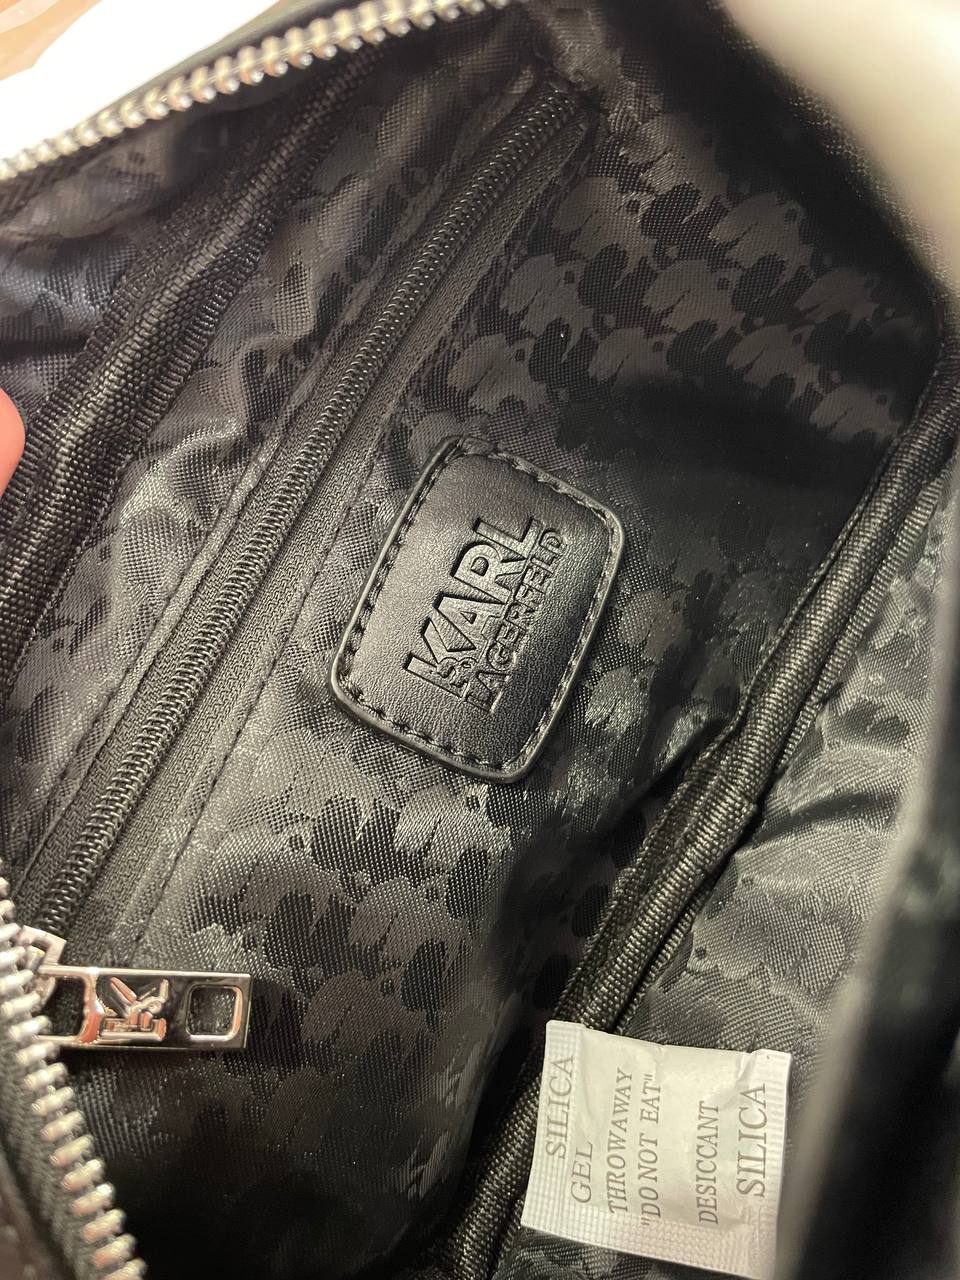 KARL
LAGERFELD
K
SILICA
GEL
THROWAWAY
"DO NOT EAT"
DESICCANT
SILICA